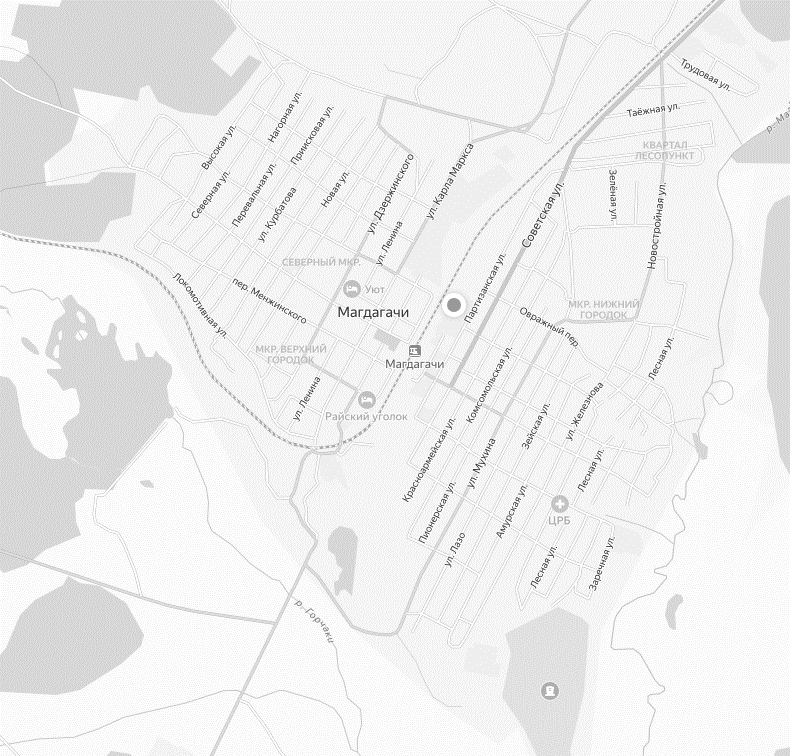 Трудовая ул.
Таёжная ул.
р. Ма
КВАРТАЛ
ЛЕСОПУНКТ
Нагорная ул.
Приисковая ул.
Высокая ул.
Северная ул.
Перевальная ул.
ул. Курбатова
Новая ул.
ул. Дзержинского
ул. Карла Маркса
ул. Ленина
Советская ул.
Зелёная ул.
Новостройная ул.
СЕВЕРНЫЙ МКР.
Локомотивная ул.
пер. Менжинского
Уют
Магдагачи
Партизанская ул.
Овражный пер.
МКР. НИЖНИЙ
ГОРОДОК
МКР. ВЕРХНИЙ
ГОРОДОК
Магдагачи
Лесная ул.
ул. Ленина
Райский уголок
Комсомольская ул.
ул. Железнова
Зейская ул.
Красноармейская ул.
ул. Мухина
Лесная ул.
Пионерская ул.
Амурская ул.
ЦРБ
ул. Лазо
Лесная ул.
Заречная ул.
р. Горчаки